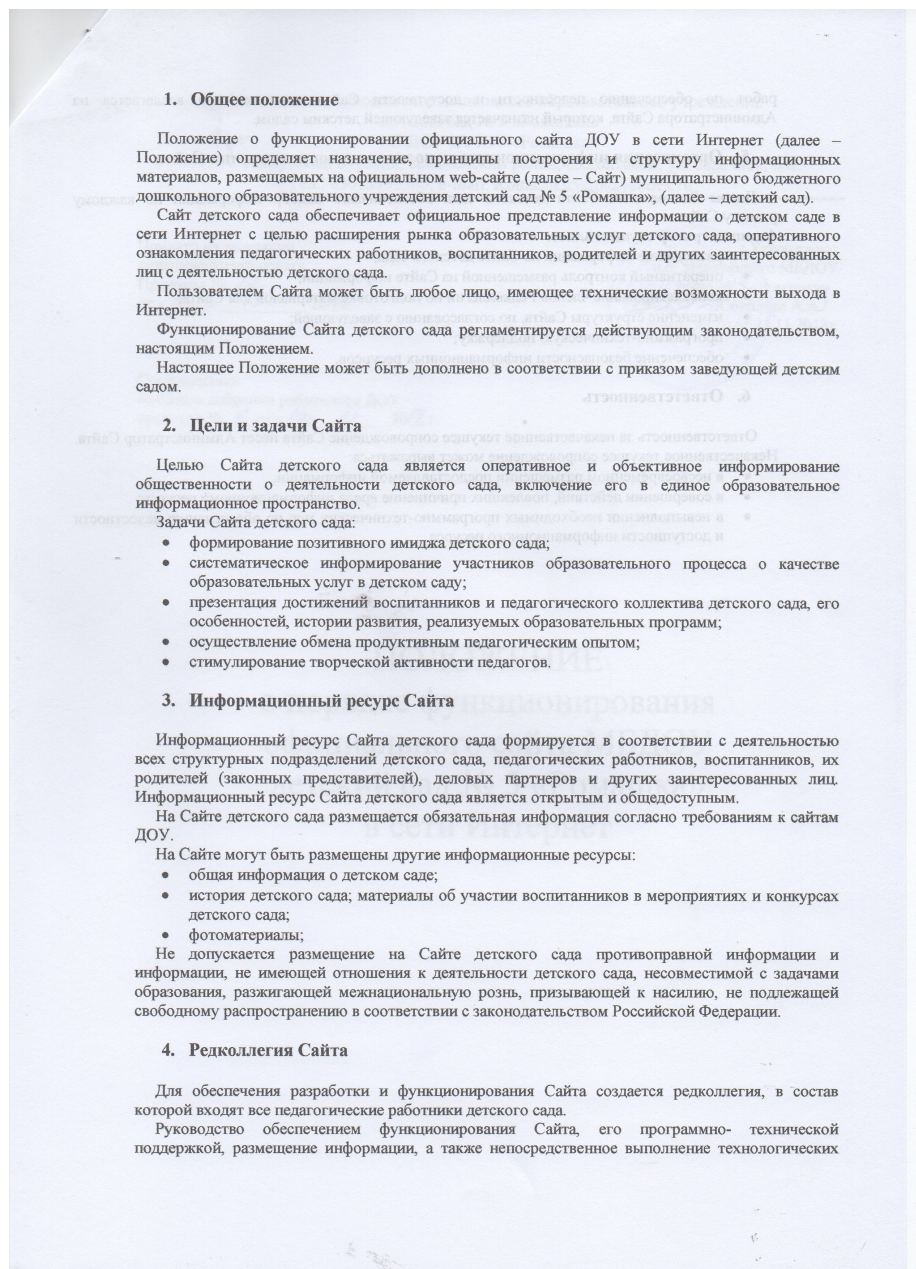 1. Общее положение
Положение о функционировании официального сайта ДОУ в сети Интернет (далее –
Положение) определяет назначение, принципы построения и структуру информационных
материалов, размещаемых на официальном web-сайте (далее – Сайт) муниципального бюджетного
дошкольного образовательного учреждения детский сад № 5 «Ромашка», (далее – детский сад).
Сайт детского сада обеспечивает официальное представление информации о детском саде в
сети Интернет с целью расширения рынка образовательных услуг детского сада, оперативного
ознакомления педагогических работников, воспитанников, родителей и других заинтересованных
лиц с деятельностью детского сада.
Пользователем Сайта может быть любое лицо, имеющее технические возможности выхода в
Интернет.
Функционирование Сайта детского сада регламентируется действующим законодательством,
настоящим Положением.
Настоящее Положение может быть дополнено в соответствии с приказом заведующей детским
садом.
2. Цели и задачи Сайта
Целью Сайта детского сада является оперативное и объективное информирование
общественности о деятельности детского сада, включение его в единое образовательное
информационное пространство.
Задачи Сайта детского сада:
• формирование позитивного имиджа детского сада;
• систематическое информирование участников образовательного процесса о качестве
образовательных услуг в детском саду;
• презентация достижений воспитанников и педагогического коллектива детского сада, его
особенностей, истории развития, реализуемых образовательных программ;
• осуществление обмена продуктивным педагогическим опытом;
• стимулирование творческой активности педагогов.
3. Информационный ресурс Сайта
Информационный ресурс Сайта детского сада формируется в соответствии с деятельностью
всех структурных подразделений детского сада, педагогических работников, воспитанников, их
родителей (законных представителей), деловых партнеров и других заинтересованных лиц.
Информационный ресурс Сайта детского сада является открытым и общедоступным.
На Сайте детского сада размещается обязательная информация согласно требованиям к сайтам
ДОУ.
На Сайте могут быть размещены другие информационные ресурсы:
• общая информация о детском саде;
• история детского сада; материалы об участии воспитанников в мероприятиях и конкурсах
детского сада;
• фотоматериалы;
Не допускается размещение на Сайте детского сада противоправной информации и
информации, не имеющей отношения к деятельности детского сада, несовместимой с задачами
образования, разжигающей межнациональную рознь, призывающей к насилию, не подлежащей
свободному распространению в соответствии с законодательством Российской Федерации.
4. Редколлегия Сайта
Для обеспечения разработки и функционирования Сайта создается редколлегия, в состав
которой входят все педагогические работники детского сада.
Руководство обеспечением функционирования Сайта, его программно- технической
поддержкой, размещение информации, а также непосредственное выполнение технологических